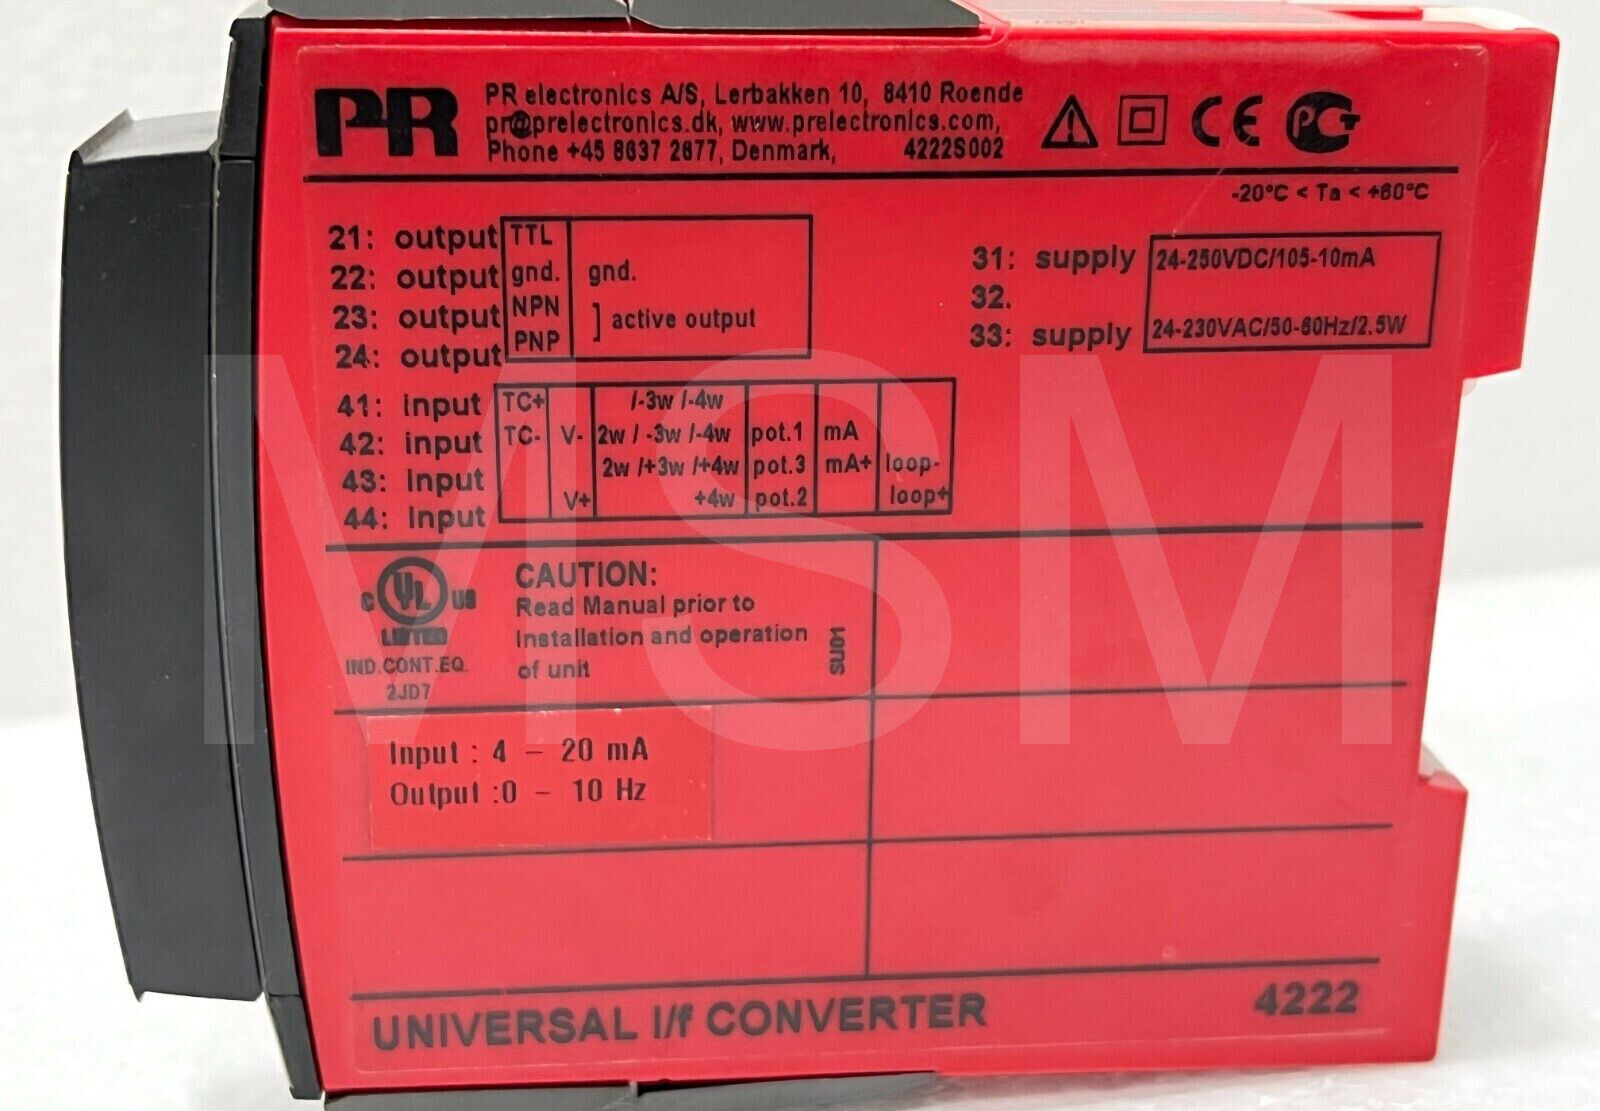 PR
PR electronics A/S, Lerbakken 10, 8410 Roende
pr@prelectronics.dk, www.prelectronics.com,
Phone +45 8637 2677, Denmark, 4222S002
CE
-20°C < Ta < +60°C
21: output TTL
22: output gnd. gnd.
23: output NPN ] active output
24: output PNP
31: supply 24-250VDC/105-10mA
32.
33: supply 24-230VAC/50-60Hz/2.5W
41: input TC+ /-3w /-4w
42: input TC- V- 2w / -3w /-4w pot.1 mA
43: input 2w /+3w /+4w pot.3 mA+ loop-
44: input V+ +4w pot.2 loop+
C UL US
LISTED
IND.CONT.EQ.
2JD7
CAUTION:
Read Manual prior to
installation and operation
of unit
SU01
Input : 4 – 20 mA
Output :0 – 10 Hz
UNIVERSAL I/f CONVERTER 4222
MSM